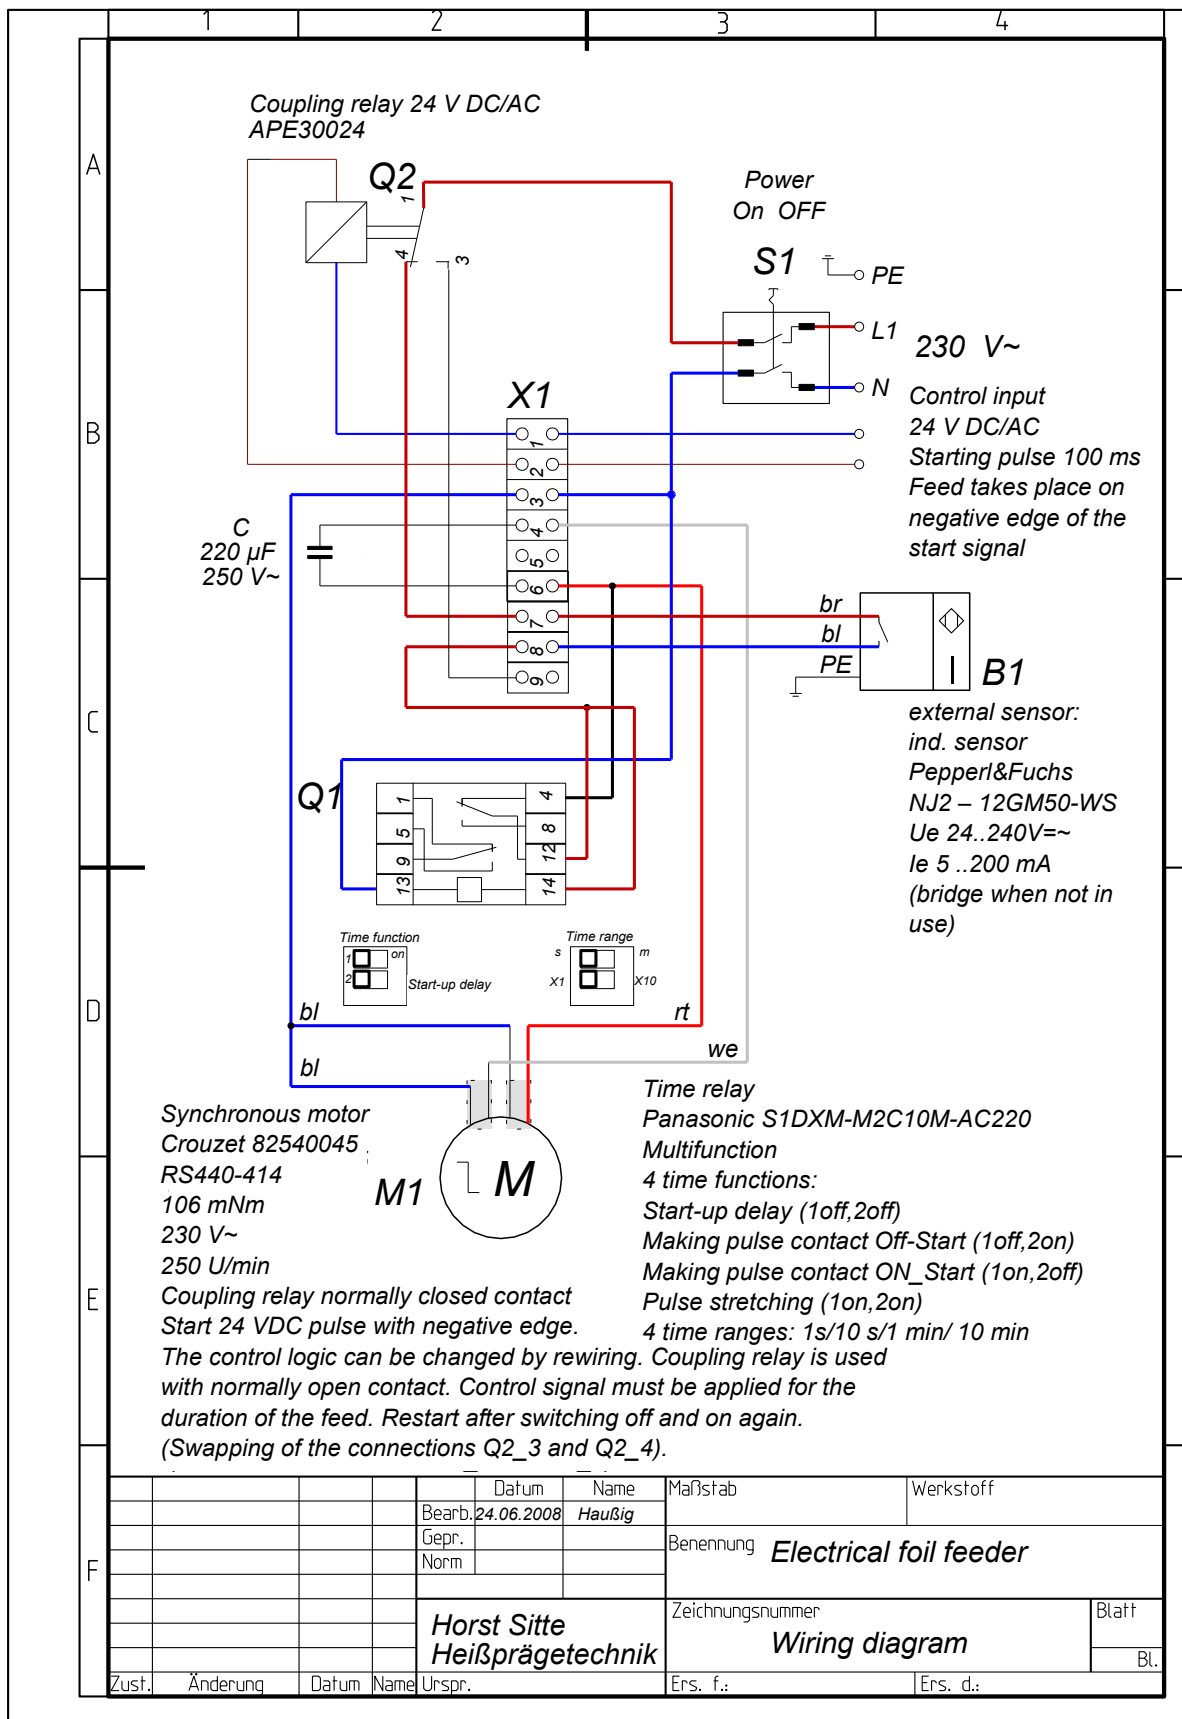 1 2 3 4
A
B
C
D
E
F
Coupling relay 24 V DC/AC
APE30024
Q2
1
4
3
Power
On OFF
S1
PE
L1
230 V~
N
Control input
24 V DC/AC
Starting pulse 100 ms
Feed takes place on
negative edge of the
start signal
X1
1
2
3
4
5
6
7
8
9
C
220 µF
250 V~
br
bl
PE
B1
external sensor:
ind. sensor
Pepperl&Fuchs
NJ2 – 12GM50-WS
Ue 24..240V=~
Ie 5 ..200 mA
(bridge when not in
use)
Q1
1 4
5 8
9 12
13 14
Time function
1 on
2
Start-up delay
Time range
s m
X1 X10
bl
rt
we
bl
Synchronous motor
Crouzet 82540045
RS440-414
106 mNm
230 V~
250 U/min
M1
M
Time relay
Panasonic S1DXM-M2C10M-AC220
Multifunction
4 time functions:
Start-up delay (1off,2off)
Making pulse contact Off-Start (1off,2on)
Making pulse contact ON_Start (1on,2off)
Pulse stretching (1on,2on)
4 time ranges: 1s/10 s/1 min/ 10 min
Coupling relay normally closed contact
Start 24 VDC pulse with negative edge.
The control logic can be changed by rewiring. Coupling relay is used
with normally open contact. Control signal must be applied for the
duration of the feed. Restart after switching off and on again.
(Swapping of the connections Q2_3 and Q2_4).
Datum Name
Bearb. 24.06.2008 Haußig
Gepr.
Norm
Maßstab
Werkstoff
Benennung Electrical foil feeder
Horst Sitte
Heißprägetechnik
Zeichnungsnummer
Wiring diagram
Blatt
Bl.
Zust. Änderung Datum Name Urspr. Ers. f.: Ers. d.: